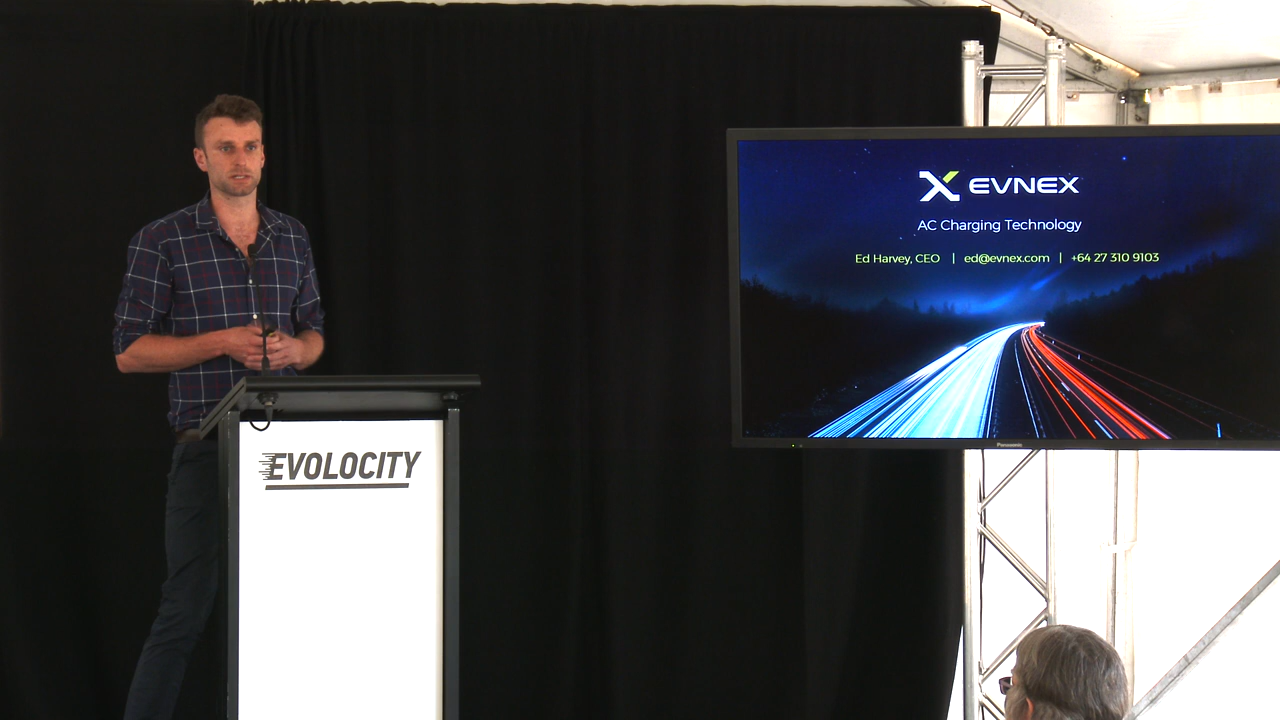 EVNEX
AC Charging Technology
Ed Harvey, CEO | ed@evnex.com | +64 27 310 9103
Panasonic
EVOLOCITY